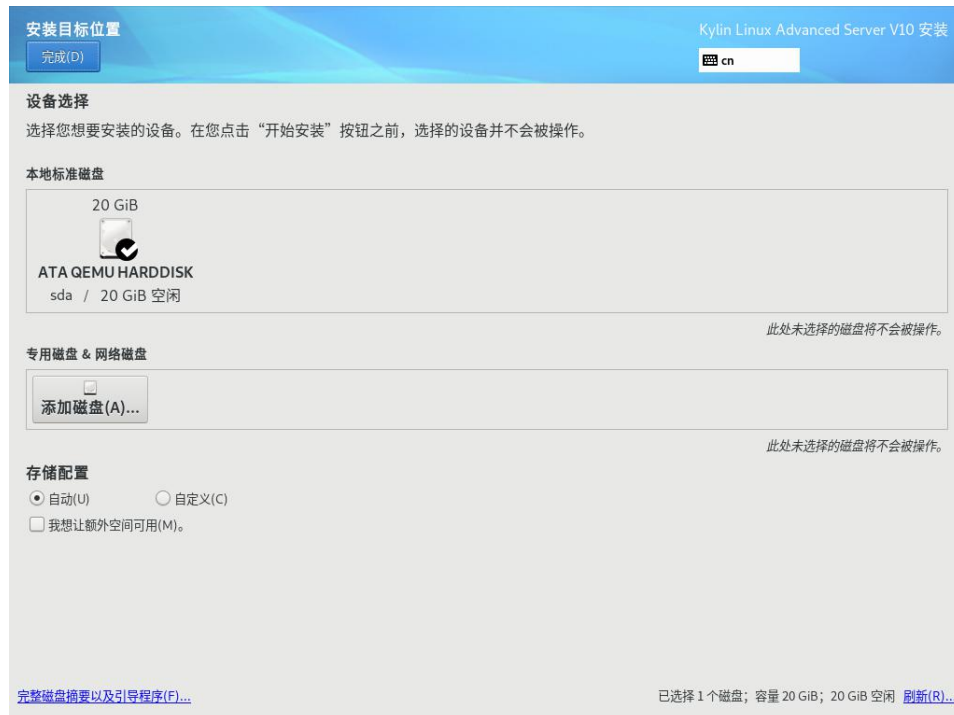 安装目标位置
Kylin Linux Advanced Server V10 安装
完成(D)
cn
设备选择
选择您想要安装的设备。在您点击“开始安装”按钮之前，选择的设备并不会被操作。
本地标准磁盘
20 GiB
ATA QEMU HARDDISK
sda / 20 GiB 空闲
此处未选择的磁盘将不会被操作。
专用磁盘 & 网络磁盘
添加磁盘(A)...
此处未选择的磁盘将不会被操作。
存储配置
自动(U) 自定义(C)
我想让额外空间可用(M)。
完整磁盘摘要以及引导程序(F)... 已选择 1 个磁盘；容量 20 GiB；20 GiB 空闲 刷新(R)...